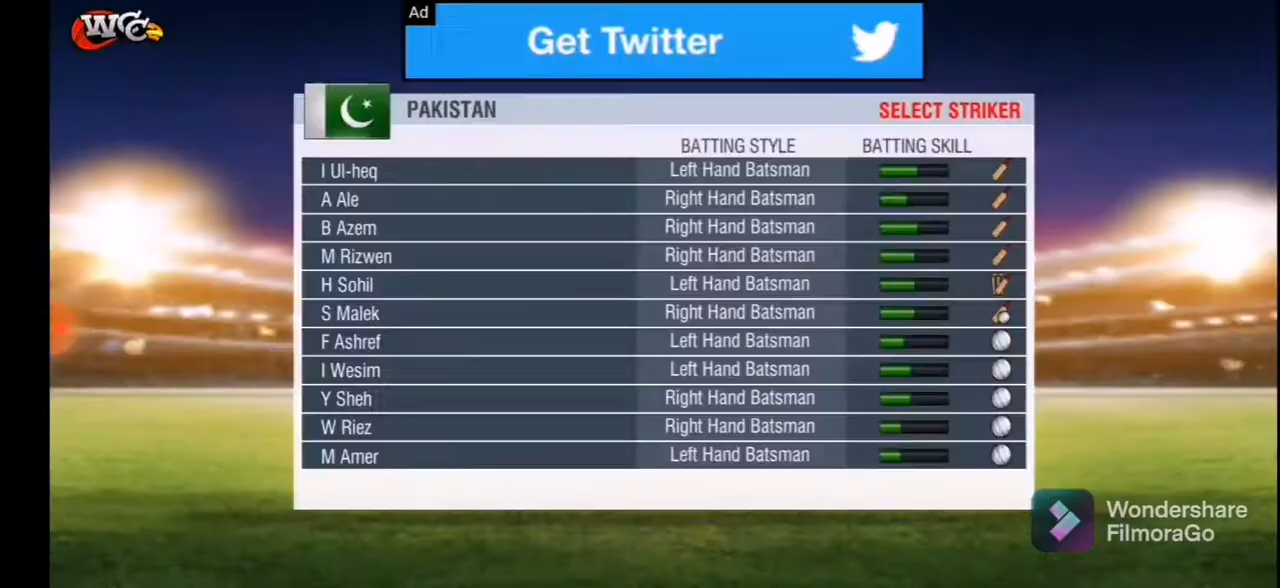 WCC
Ad
Get Twitter
PAKISTAN
SELECT STRIKER
BATTING STYLE BATTING SKILL
I Ul-heq Left Hand Batsman
A Ale Right Hand Batsman
B Azem Right Hand Batsman
M Rizwen Right Hand Batsman
H Sohil Left Hand Batsman
S Malek Right Hand Batsman
F Ashref Left Hand Batsman
I Wesim Left Hand Batsman
Y Sheh Right Hand Batsman
W Riez Right Hand Batsman
M Amer Left Hand Batsman
Wondershare
FilmoraGo